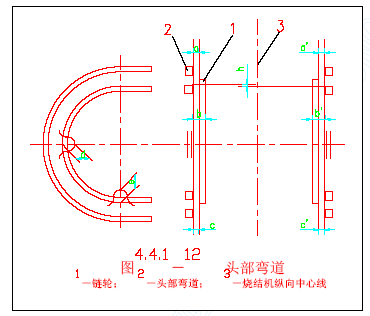 2 1 3
a a'
h
b b'
c c'
4.4.1 12
图 — 头部弯道
1—链轮； 2—头部弯道； 3—烧结机纵向中心线